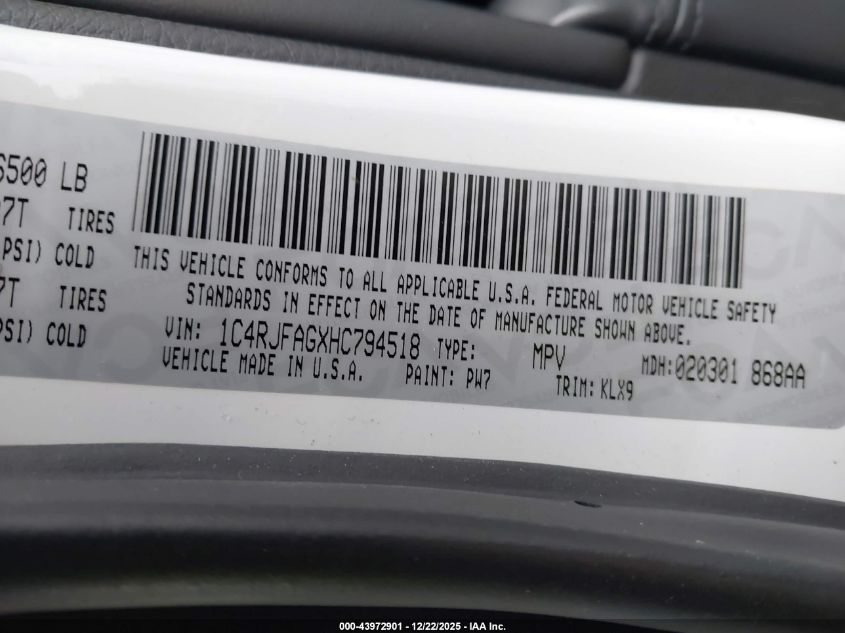 6500 LB
97T TIRES
PSI) COLD
7T TIRES
PSI) COLD
THIS VEHICLE CONFORMS TO ALL APPLICABLE U.S.A. FEDERAL MOTOR VEHICLE SAFETY
STANDARDS IN EFFECT ON THE DATE OF MANUFACTURE SHOWN ABOVE.
VIN: 1C4RJFAGXHC794518 TYPE: MPV MDH:020301 868AA
VEHICLE MADE IN U.S.A. PAINT: PW7 TRIM: KLX9
000-43972901 - 12/22/2025 - IAA Inc.